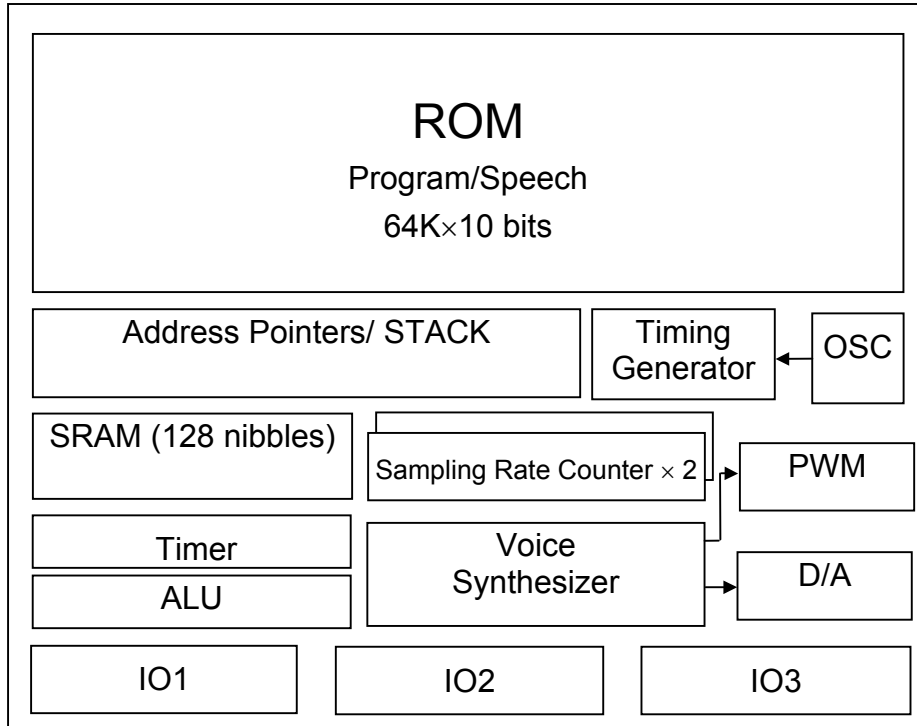 ROM
Program/Speech
64K×10 bits
Address Pointers/ STACK
Timing
Generator
OSC
SRAM (128 nibbles)
Sampling Rate Counter × 2
PWM
Timer
Voice
Synthesizer
D/A
ALU
IO1
IO2
IO3